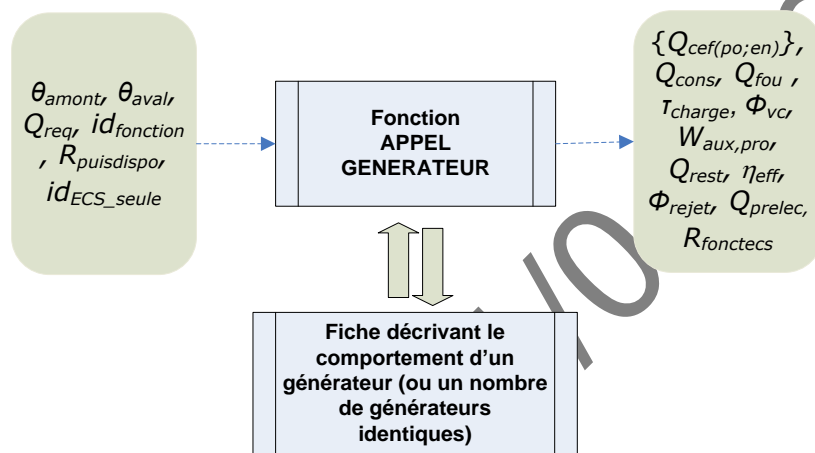 θamont, θaval,
Qreq, idfonction
, Rpuisdispo,
idECS_seule
Fonction
APPEL
GENERATEUR
{Qcef(po;en)},
Qcons, Qfou ,
τcharge, Φvc,
Waux,pro,
Qrest, ηeff,
Φrejet, Qprelec,
Rfonctecs
Fiche décrivant le
comportement d'un
générateur (ou un nombre
de générateurs
identiques)